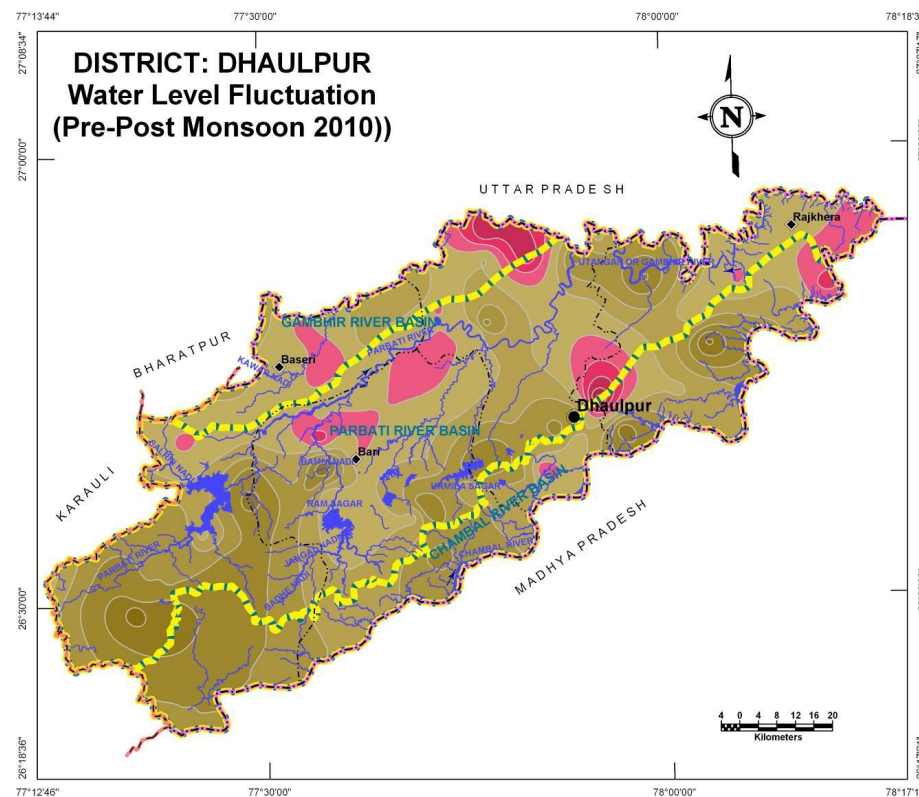 77°13'44"
77°30'00"
78°00'00"
27°08'34"
DISTRICT: DHAULPUR
Water Level Fluctuation
(Pre-Post Monsoon 2010))
N
27°00'00"
UTTAR PRADESH
Rajkhera
UTANGAR OR GAMBHIR RIVER
GAMBHIR RIVER BASIN
BHARATPUR
PARBATI RIVER
Baseri
Dhaulpur
PARBATI RIVER BASIN
Bari
KARAULI
URMILA SAGAR
CHAMBAL RIVER BASIN
RAM SAGAR
MADHYA PRADESH
CHAMBAL RIVER
PARBATI RIVER
26°30'00"
4 0 4 8 12 16 20
Kilometers
26°18'36"
77°12'46"
77°30'00"
78°00'00"